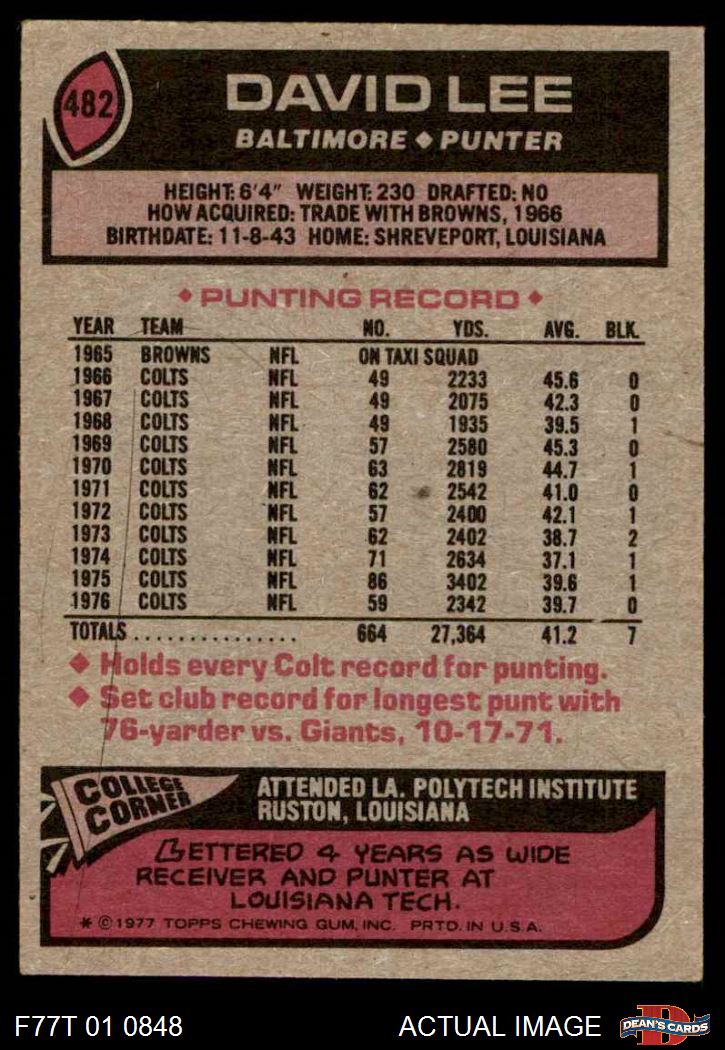 482
DAVID LEE
BALTIMORE ◆ PUNTER
HEIGHT: 6'4" WEIGHT: 230 DRAFTED: NO
HOW ACQUIRED: TRADE WITH BROWNS, 1966
BIRTHDATE: 11-8-43 HOME: SHREVEPORT, LOUISIANA
◆ PUNTING RECORD ◆
YEAR TEAM NO. YDS. AVG. BLK.
1965 BROWNS NFL ON TAXI SQUAD
1966 COLTS NFL 49 2233 45.6 0
1967 COLTS NFL 49 2075 42.3 0
1968 COLTS NFL 49 1935 39.5 1
1969 COLTS NFL 57 2580 45.3 0
1970 COLTS NFL 63 2819 44.7 1
1971 COLTS NFL 62 2542 41.0 0
1972 COLTS NFL 57 2400 42.1 1
1973 COLTS NFL 62 2402 38.7 2
1974 COLTS NFL 71 2634 37.1 1
1975 COLTS NFL 86 3402 39.6 1
1976 COLTS NFL 59 2342 39.7 0
TOTALS............... 664 27,364 41.2 7
◆ Holds every Colt record for punting.
◆ Set club record for longest punt with
76-yarder vs. Giants, 10-17-71.
COLLEGE
CORNER
ATTENDED LA. POLYTECH INSTITUTE
RUSTON, LOUISIANA
LETTERED 4 YEARS AS WIDE
RECEIVER AND PUNTER AT
LOUISIANA TECH.
* © 1977 TOPPS CHEWING GUM, INC. PRTD. IN U.S.A.
F77T 01 0848 ACTUAL IMAGE
D
DEAN'S CARDS